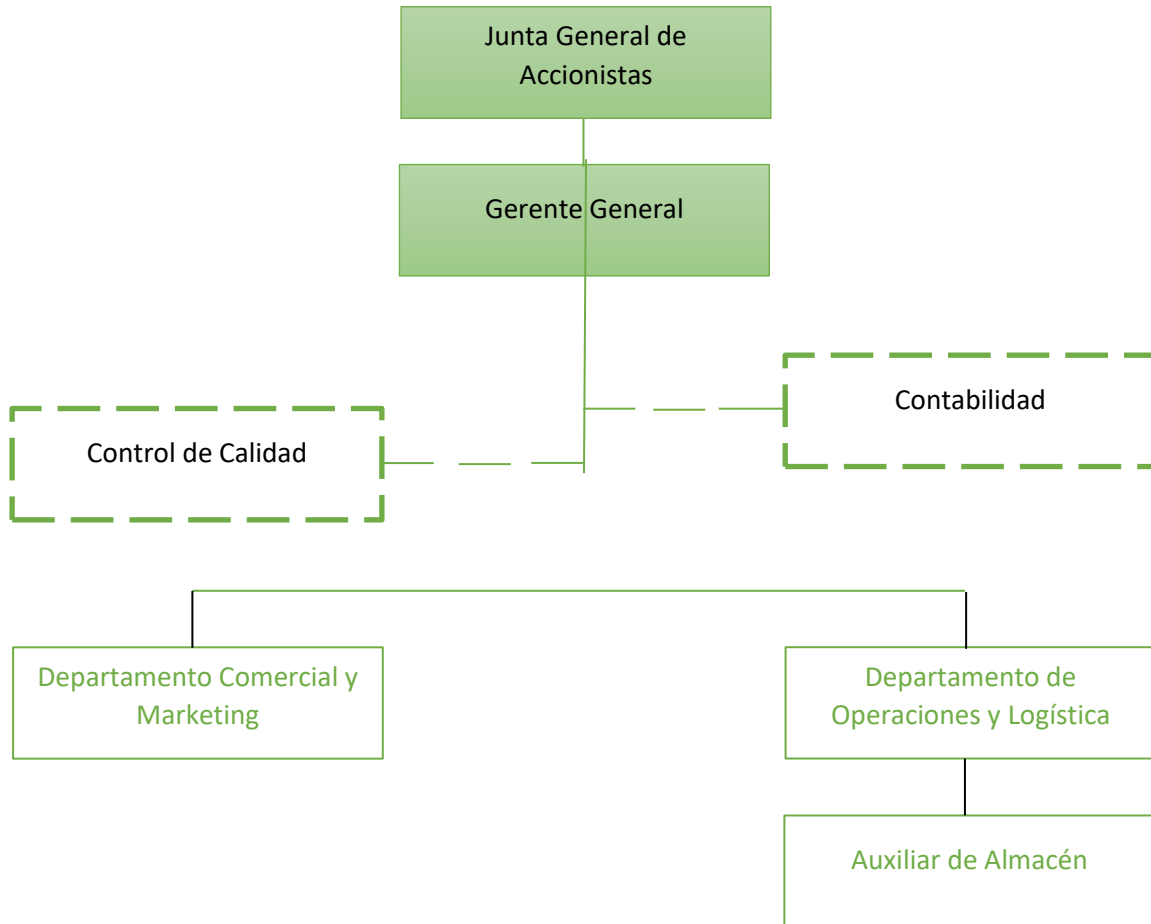 Junta General de
Accionistas
Gerente General
Contabilidad
Control de Calidad
Departamento Comercial y
Marketing
Departamento de
Operaciones y Logística
Auxiliar de Almacén